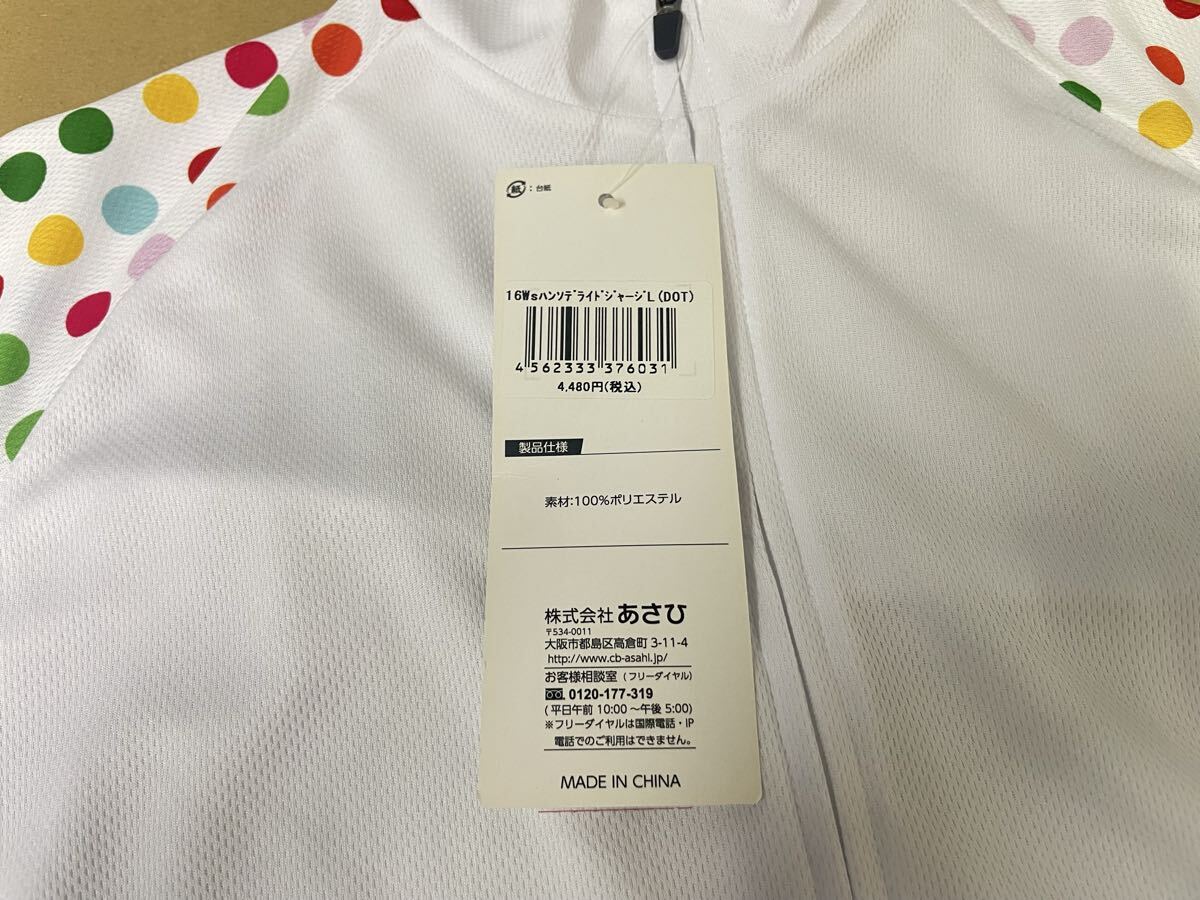 紙:台紙
16WsﾊﾝｿﾃﾞﾗｲﾄﾞｼﾞｬｰｼﾞL(DOT)
4 562333 376031
4,480円(税込)
製品仕様
素材:100%ポリエステル
株式会社 あさひ
〒534-0011
大阪市都島区高倉町 3-11-4
http://www.cb-asahi.jp/
お客様相談室(フリーダイヤル)
0120-177-319
(平日午前 10:00 ～午後 5:00)
※フリーダイヤルは国際電話・IP
電話でのご利用はできません。
MADE IN CHINA